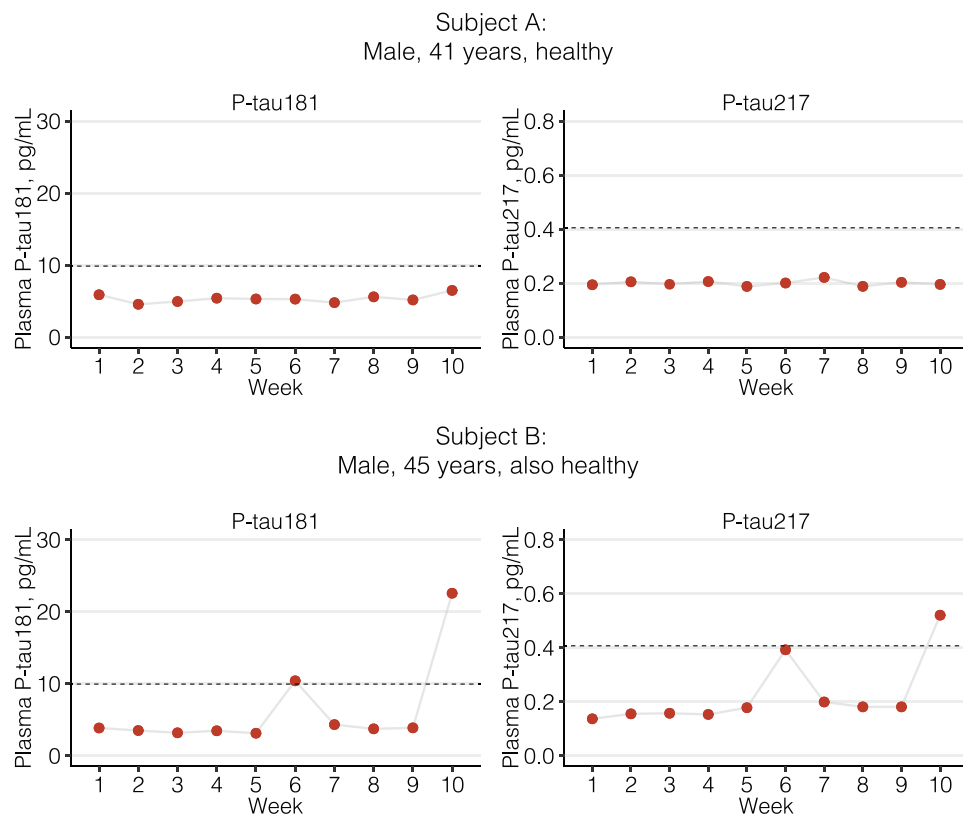 Subject A:
Male, 41 years, healthy
P-tau181
Plasma P-tau181, pg/mL
30
20
10
0
1 2 3 4 5 6 7 8 9 10
Week
P-tau217
Plasma P-tau217, pg/mL
0.8
0.6
0.4
0.2
0.0
1 2 3 4 5 6 7 8 9 10
Week
Subject B:
Male, 45 years, also healthy
P-tau181
Plasma P-tau181, pg/mL
30
20
10
0
1 2 3 4 5 6 7 8 9 10
Week
P-tau217
Plasma P-tau217, pg/mL
0.8
0.6
0.4
0.2
0.0
1 2 3 4 5 6 7 8 9 10
Week